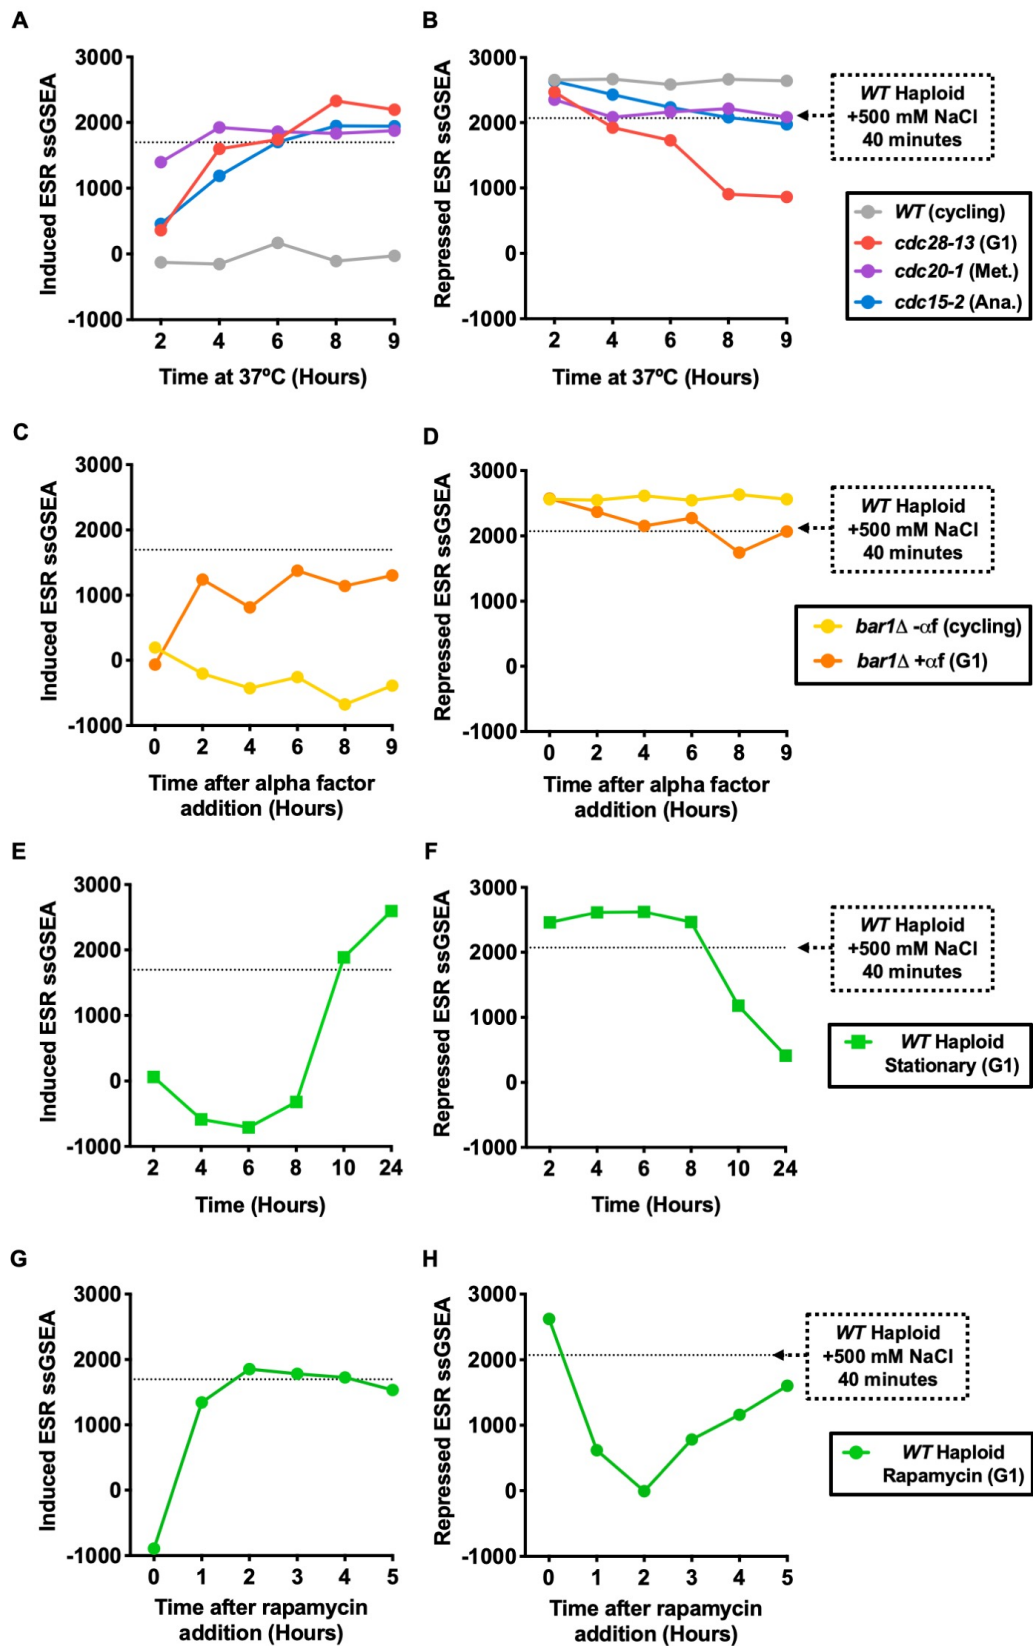 A
Induced ESR ssGSEA
3000
2000
1000
0
-1000
2 4 6 8 9
Time at 37ºC (Hours)
B
Repressed ESR ssGSEA
3000
2000
1000
0
-1000
2 4 6 8 9
Time at 37ºC (Hours)
WT Haploid
+500 mM NaCl
40 minutes
WT (cycling)
cdc28-13 (G1)
cdc20-1 (Met.)
cdc15-2 (Ana.)
C
Induced ESR ssGSEA
3000
2000
1000
0
-1000
0 2 4 6 8 9
Time after alpha factor
addition (Hours)
D
Repressed ESR ssGSEA
3000
2000
1000
0
-1000
0 2 4 6 8 9
Time after alpha factor
addition (Hours)
WT Haploid
+500 mM NaCl
40 minutes
bar1Δ -αf (cycling)
bar1Δ +αf (G1)
E
Induced ESR ssGSEA
3000
2000
1000
0
-1000
2 4 6 8 10 24
Time (Hours)
F
Repressed ESR ssGSEA
3000
2000
1000
0
-1000
2 4 6 8 10 24
Time (Hours)
WT Haploid
+500 mM NaCl
40 minutes
WT Haploid
Stationary (G1)
G
Induced ESR ssGSEA
3000
2000
1000
0
-1000
0 1 2 3 4 5
Time after rapamycin
addition (Hours)
H
Repressed ESR ssGSEA
3000
2000
1000
0
-1000
0 1 2 3 4 5
Time after rapamycin
addition (Hours)
WT Haploid
+500 mM NaCl
40 minutes
WT Haploid
Rapamycin (G1)